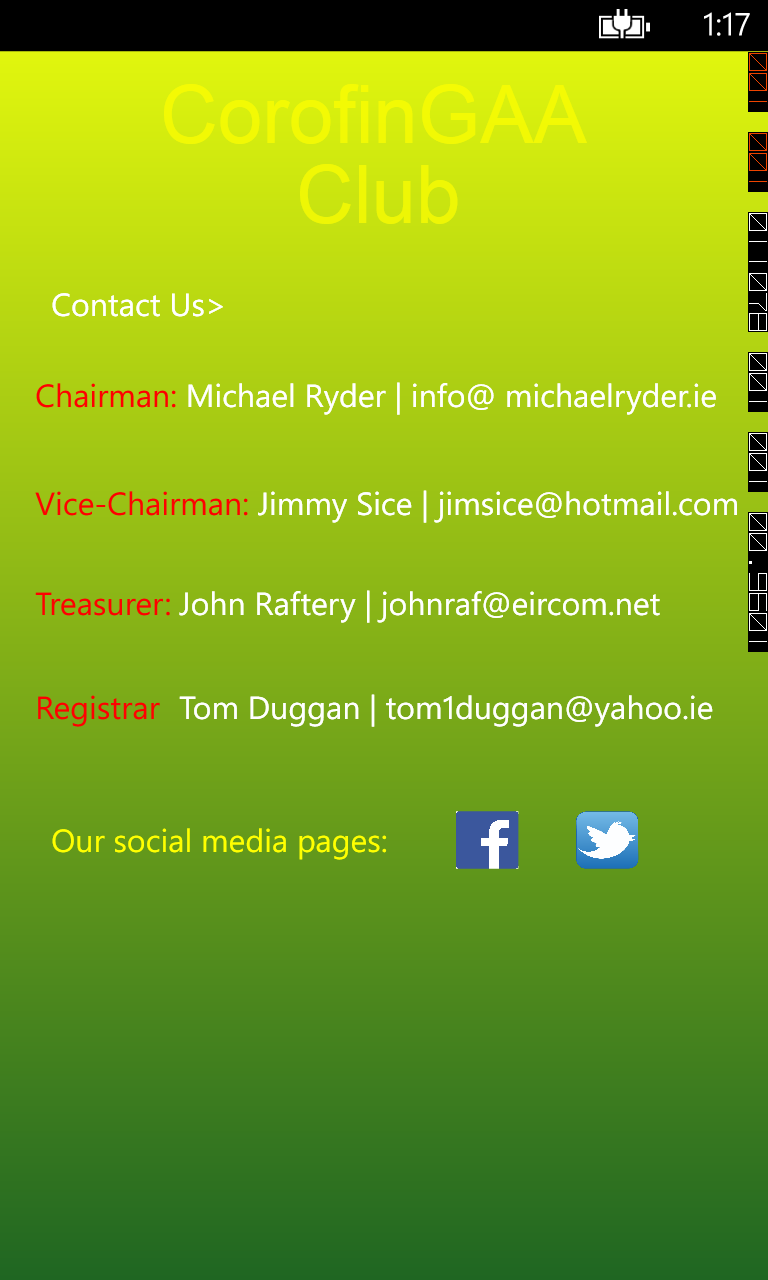 1:17
CorofinGAA
Club
Contact Us>
Chairman: Michael Ryder | info@ michaelryder.ie
Vice-Chairman: Jimmy Sice | jimsice@hotmail.com
Treasurer: John Raftery | johnraf@eircom.net
Registrar Tom Duggan | tom1duggan@yahoo.ie
Our social media pages: